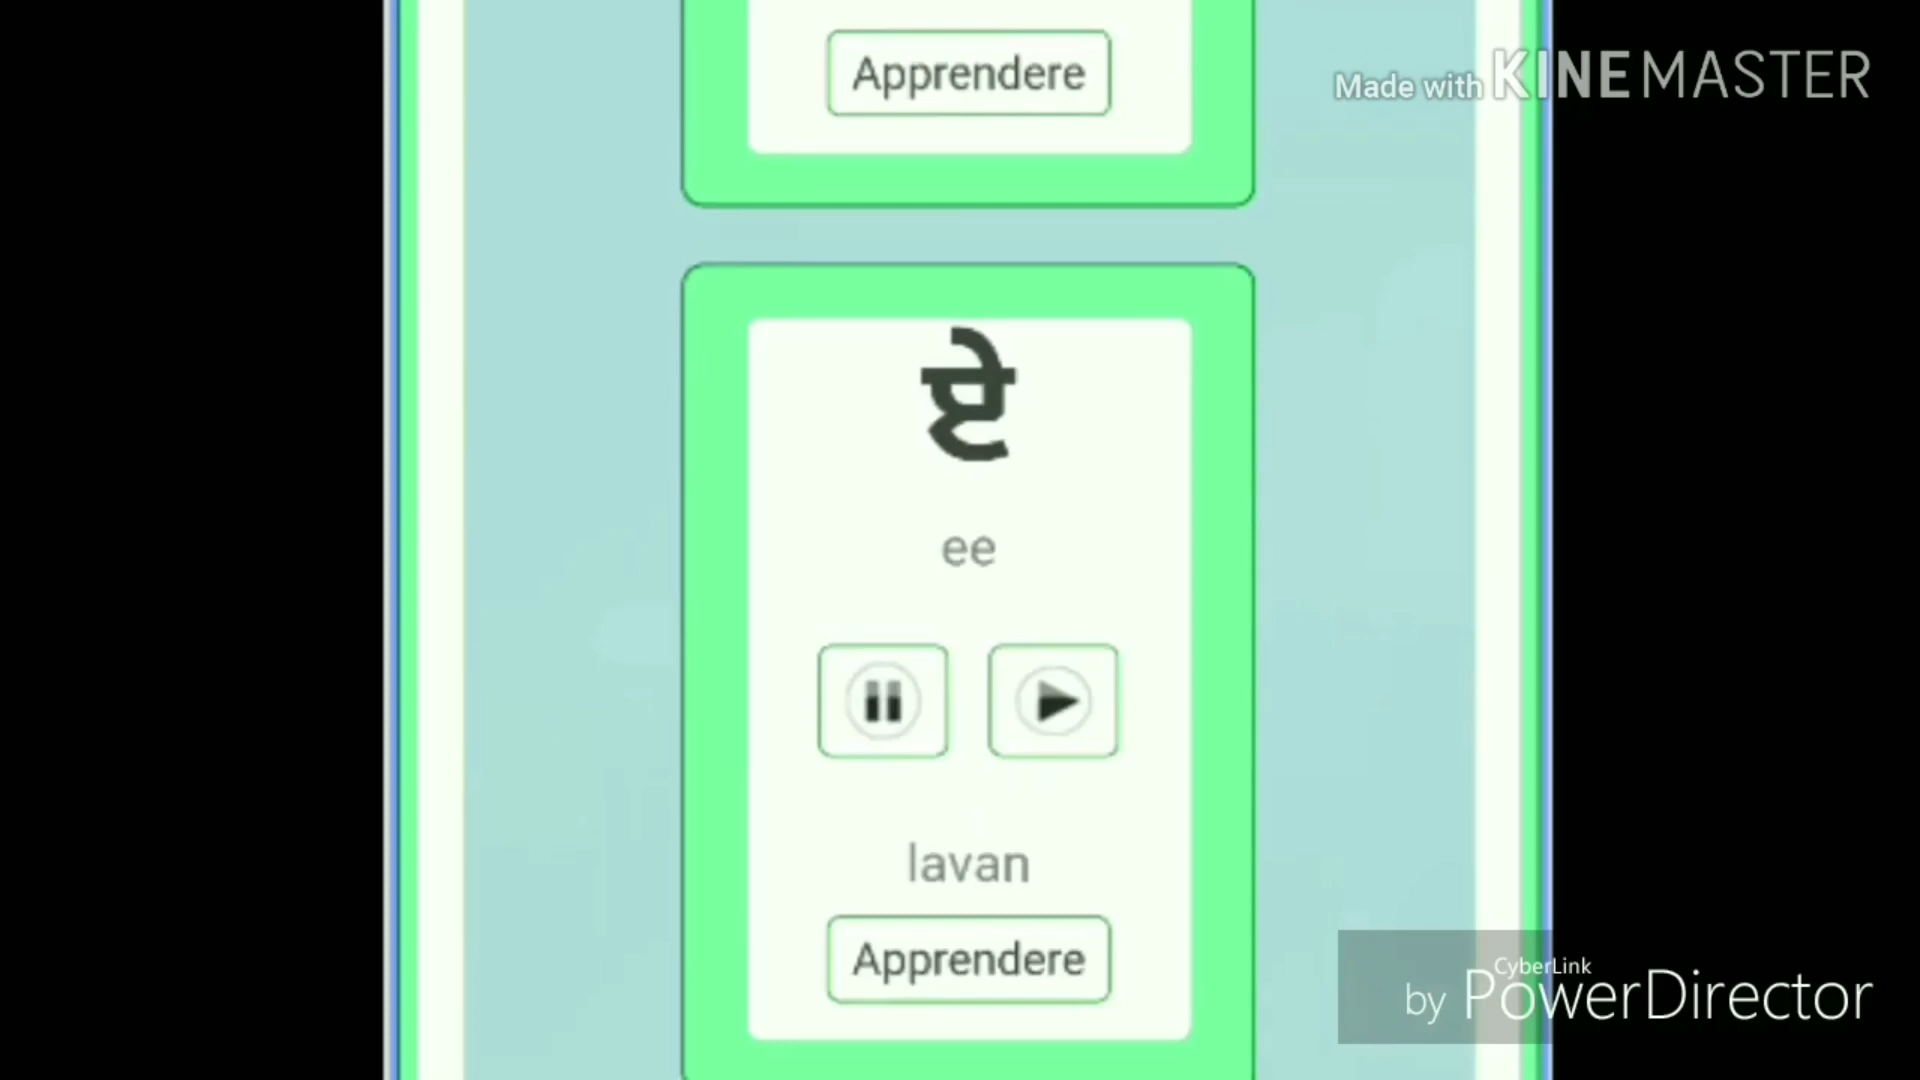 Apprendere
Made with KINEMASTER
ਏ
ee
lavan
Apprendere
CyberLink
by PowerDirector